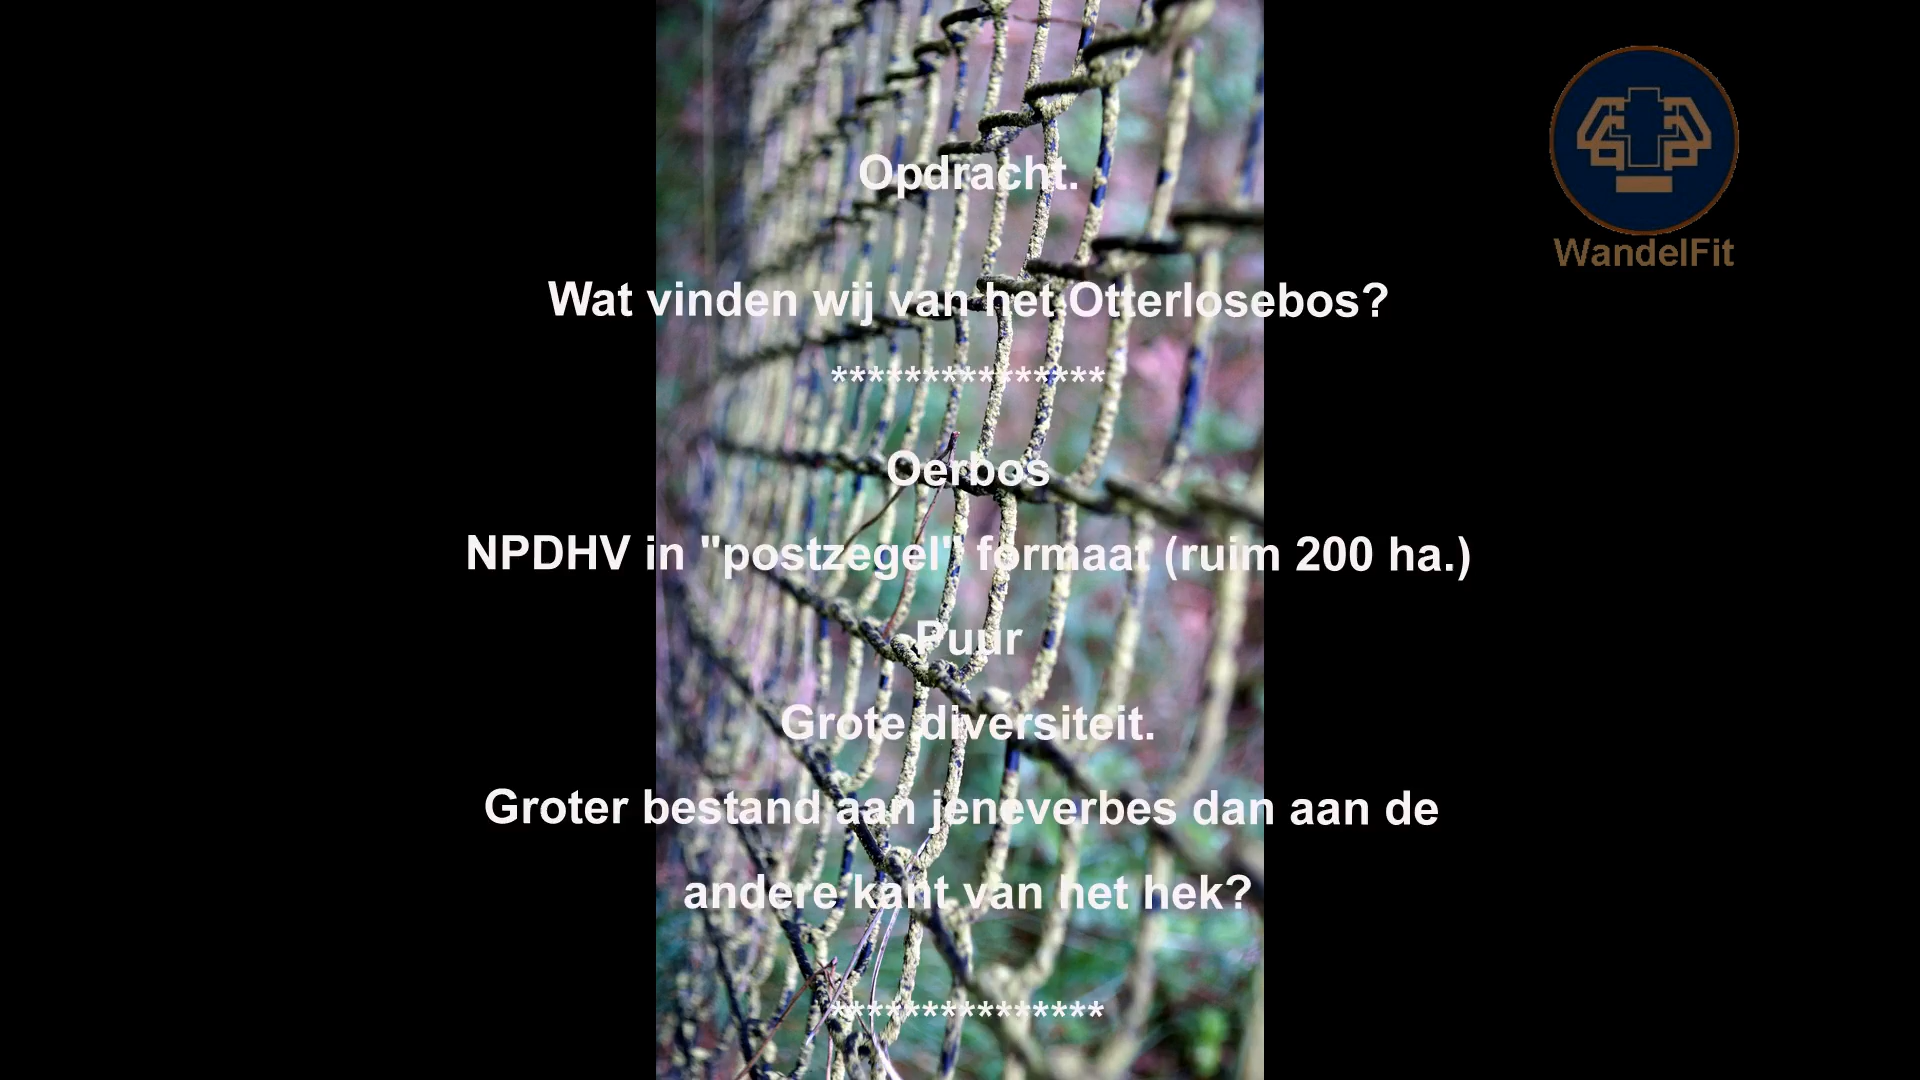 Opdracht.
WandelFit
Wat vinden wij van het Otterlosebos?
***************
Oerbos
NPDHV in "postzegel" formaat (ruim 200 ha.)
Puur
Grote diversiteit.
Groter bestand aan jeneverbes dan aan de
andere kant van het hek?
***************